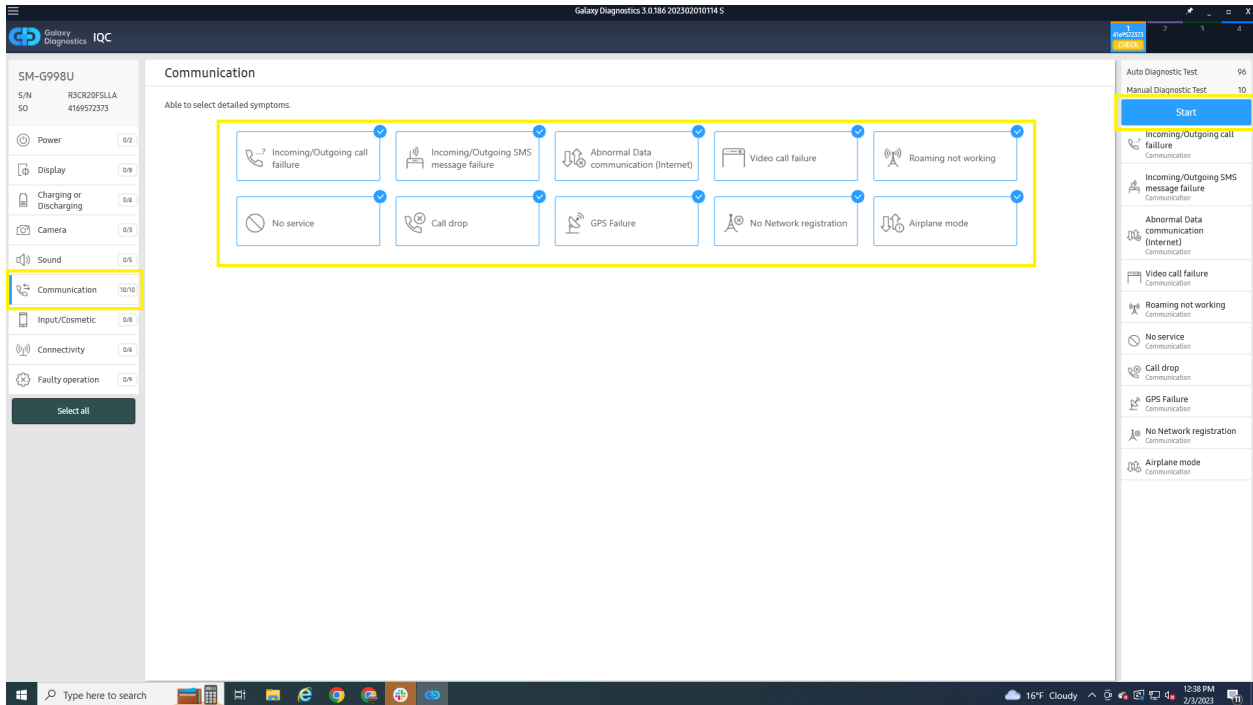 Galaxy Diagnostics 3.0.186 202302010114 S
X
GD
Galaxy
Diagnostics
IQC
1
4169572373
CHECK
2
3
4
SM-G998U
S/N R3CR20FSLLA
SO 4169572373
Power 0/2
Display 0/8
Charging or
Discharging
0/4
Camera 0/3
Sound 0/5
Communication 10/10
Input/Cosmetic 0/8
Connectivity 0/4
Faulty operation 0/9
Select all
Communication
Able to select detailed symptoms.
Incoming/Outgoing call
faillure
Incoming/Outgoing SMS
message failure
Abnormal Data
communication (Internet)
Video call failure
Roaming not working
No service
Call drop
GPS Failure
No Network registration
Airplane mode
Auto Diagnostic Test 96
Manual Diagnostic Test 10
Start
Incoming/Outgoing call
faillure
Communication
Incoming/Outgoing SMS
message failure
Communication
Abnormal Data
communication
(Internet)
Communication
Video call failure
Communication
Roaming not working
Communication
No service
Communication
Call drop
Communication
GPS Failure
Communication
No Network registration
Communication
Airplane mode
Communication
Type here to search
16°F Cloudy
12:38 PM
2/3/2023